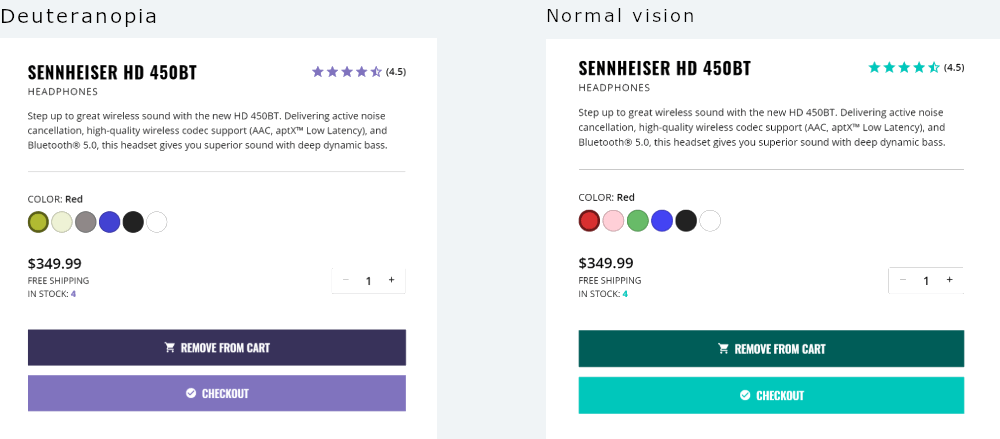 Deuteranopia
SENNHEISER HD 450BT
(4.5)
HEADPHONES
Step up to great wireless sound with the new HD 450BT. Delivering active noise
cancellation, high-quality wireless codec support (AAC, aptX™ Low Latency), and
Bluetooth® 5.0, this headset gives you superior sound with deep dynamic bass.
COLOR: Red
$349.99
FREE SHIPPING
IN STOCK: 4
− 1 +
REMOVE FROM CART
CHECKOUT
Normal vision
SENNHEISER HD 450BT
(4.5)
HEADPHONES
Step up to great wireless sound with the new HD 450BT. Delivering active noise
cancellation, high-quality wireless codec support (AAC, aptX™ Low Latency), and
Bluetooth® 5.0, this headset gives you superior sound with deep dynamic bass.
COLOR: Red
$349.99
FREE SHIPPING
IN STOCK: 4
− 1 +
REMOVE FROM CART
CHECKOUT